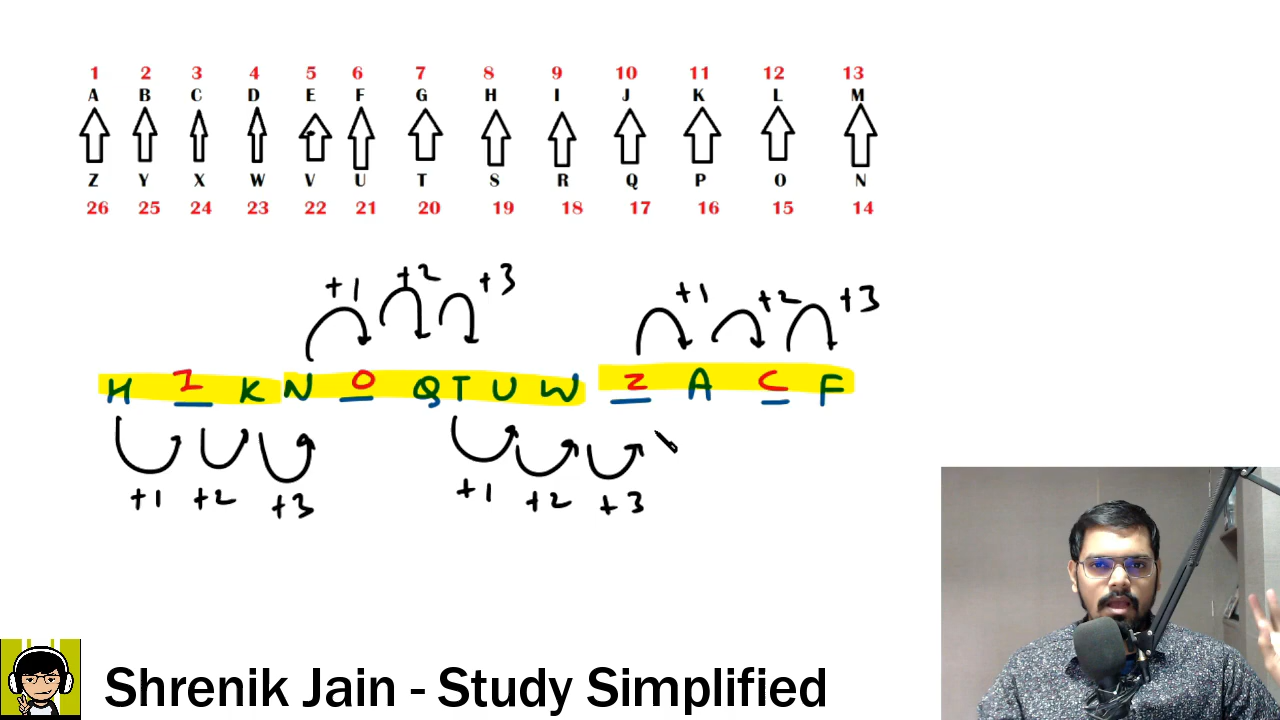 1 2 3 4 5 6 7 8 9 10 11 12 13
A B C D E F G H I J K L M
Z Y X W V U T S R Q P O N
26 25 24 23 22 21 20 19 18 17 16 15 14
+1 +2 +3 +1 +2 +3
H I K N O Q T U W Z A C F
+1 +2 +3 +1 +2 +3
Shrenik Jain - Study Simplified